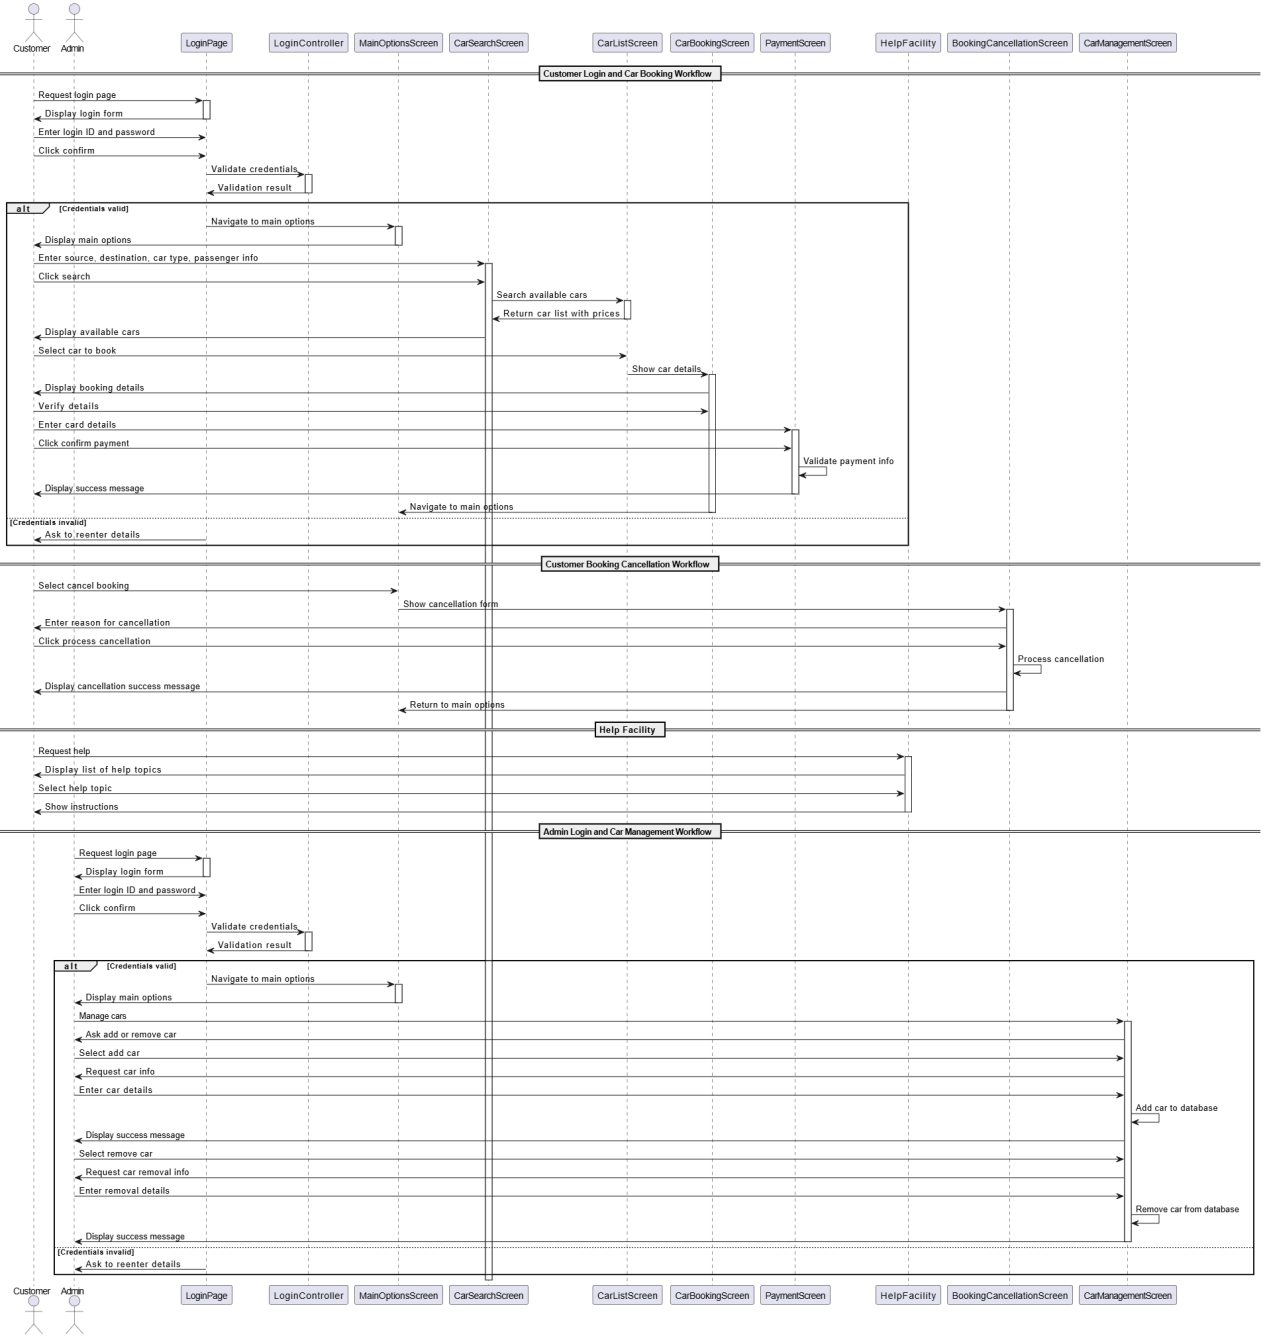 Customer Admin
LoginPage LoginController MainOptionsScreen CarSearchScreen CarListScreen CarBookingScreen PaymentScreen HelpFacility BookingCancellationScreen CarManagementScreen
Customer Login and Car Booking Workflow
Request login page
Display login form
Enter login ID and password
Click confirm
Validate credentials
Validation result
alt [Credentials valid]
Navigate to main options
Display main options
Enter source, destination, car type, passenger info
Click search
Search available cars
Return car list with prices
Display available cars
Select car to book
Show car details
Display booking details
Verify details
Enter card details
Click confirm payment
Validate payment info
Display success message
Navigate to main options
[Credentials invalid]
Ask to reenter details
Customer Booking Cancellation Workflow
Select cancel booking
Show cancellation form
Enter reason for cancellation
Click process cancellation
Process cancellation
Display cancellation success message
Return to main options
Help Facility
Request help
Display list of help topics
Select help topic
Show instructions
Admin Login and Car Management Workflow
Request login page
Display login form
Enter login ID and password
Click confirm
Validate credentials
Validation result
alt [Credentials valid]
Navigate to main options
Display main options
Manage cars
Ask add or remove car
Select add car
Request car info
Enter car details
Add car to database
Display success message
Select remove car
Request car removal info
Enter removal details
Remove car from database
Display success message
[Credentials invalid]
Ask to reenter details
Customer Admin
LoginPage LoginController MainOptionsScreen CarSearchScreen CarListScreen CarBookingScreen PaymentScreen HelpFacility BookingCancellationScreen CarManagementScreen